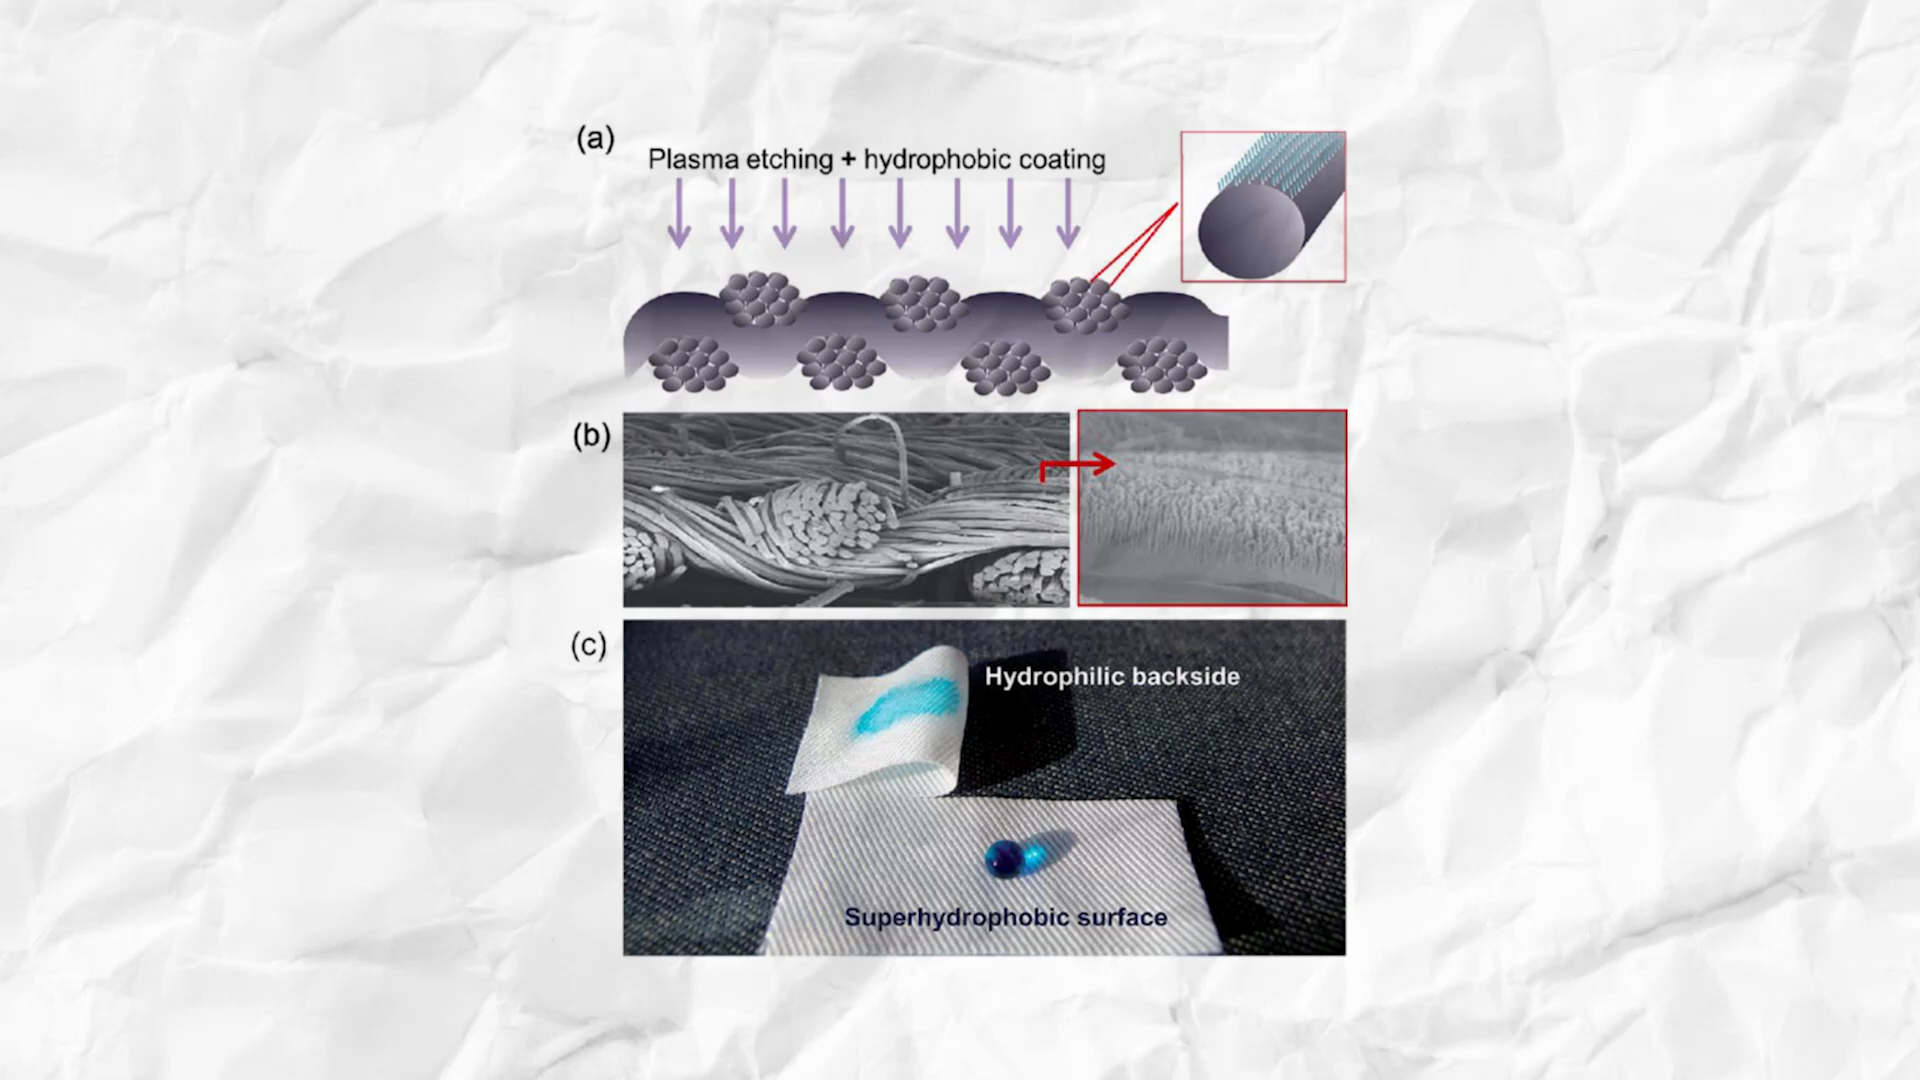 (a)
Plasma etching + hydrophobic coating
(b)
(c)
Hydrophilic backside
Superhydrophobic surface